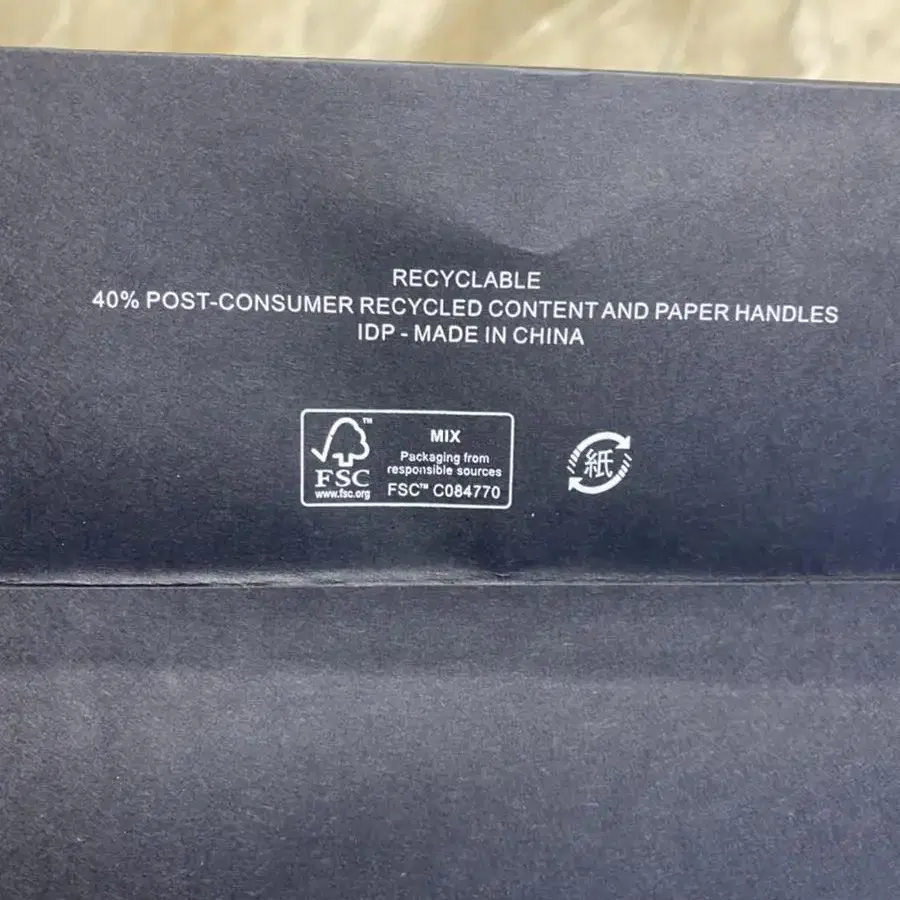 RECYCLABLE
40% POST-CONSUMER RECYCLED CONTENT AND PAPER HANDLES
IDP - MADE IN CHINA
FSC
™
www.fsc.org
MIX
Packaging from
responsible sources
FSC™ C084770
紙